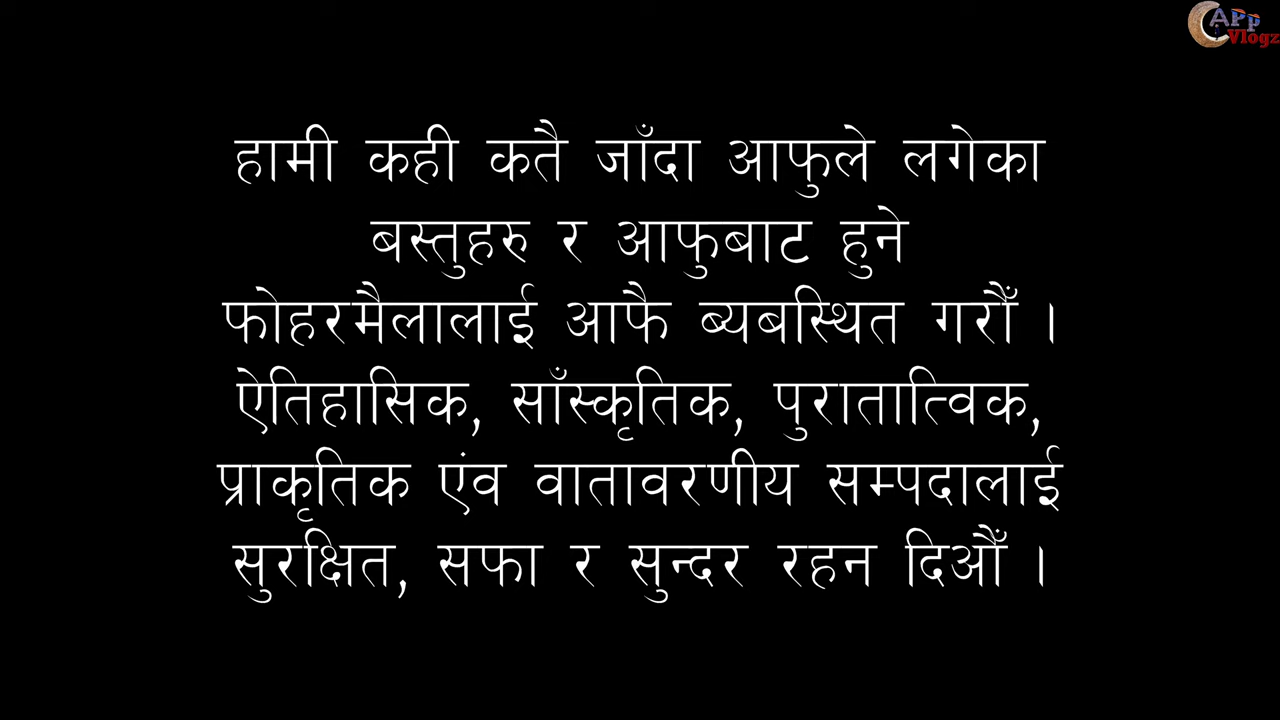 APp
Vlogz
हामी कही कतै जाँदा आफुले लगेका
बस्तुहरु र आफुबाट हुने
फोहरमैलालाई आफै ब्यबस्थित गरौँ ।
ऐतिहासिक, साँस्कृतिक, पुरातात्विक,
प्राकृतिक एंव वातावरणीय सम्पदालाई
सुरक्षित, सफा र सुन्दर रहन दिऔँ ।